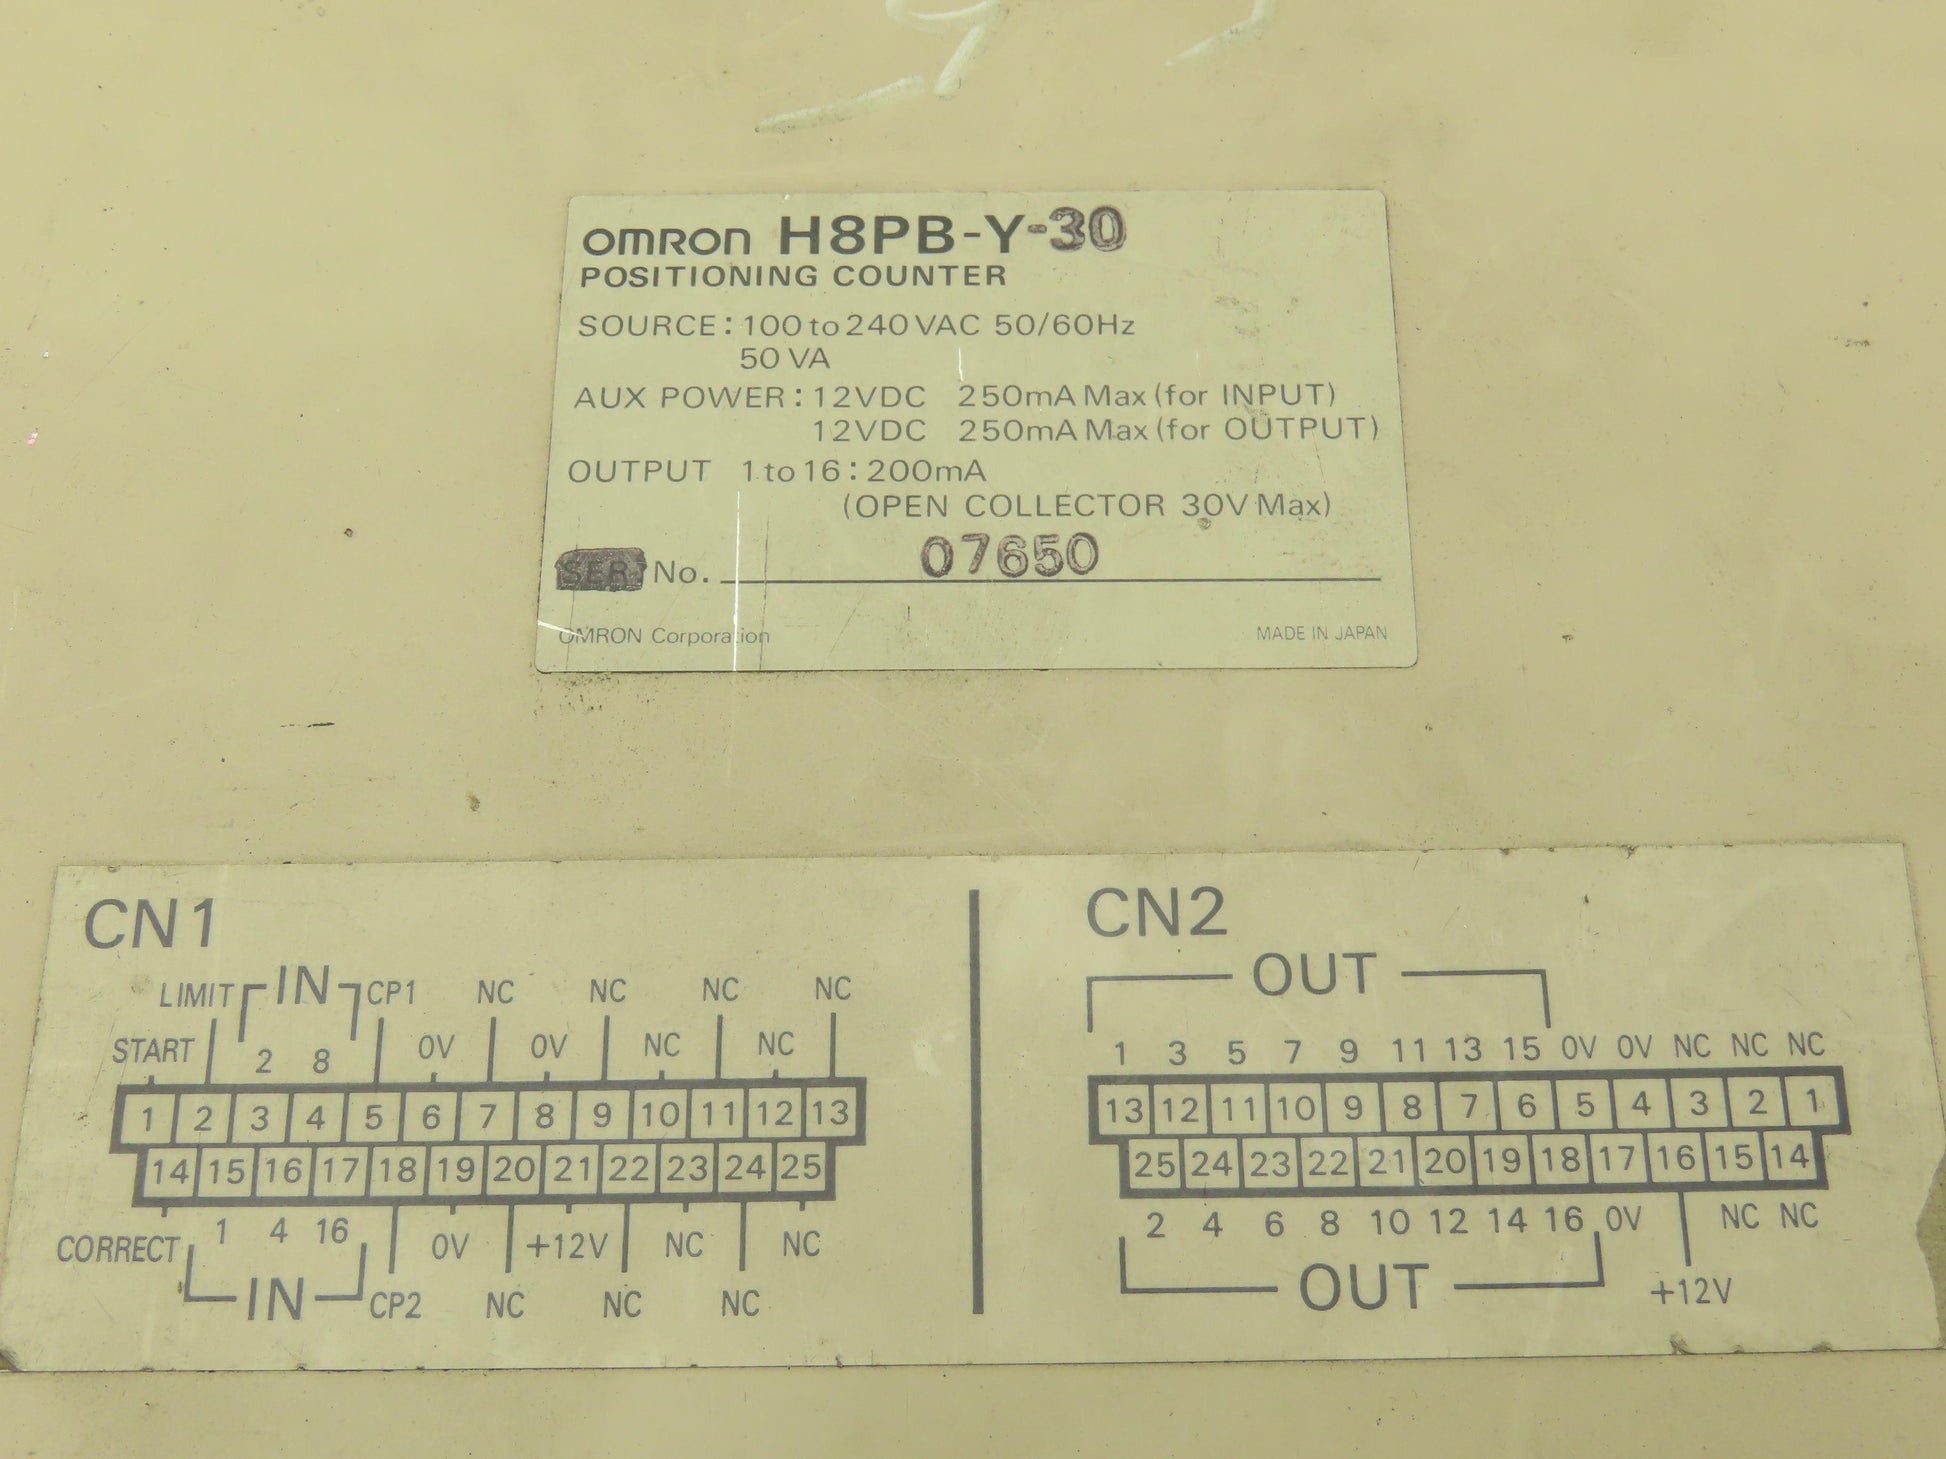 OMRON H8PB-Y-30
POSITIONING COUNTER
SOURCE: 100 to 240 VAC 50/60Hz
50 VA
AUX POWER: 12VDC 250mA Max (for INPUT)
12VDC 250mA Max (for OUTPUT)
OUTPUT 1 to 16: 200mA
(OPEN COLLECTOR 30V Max)
SER. No. 07650
OMRON Corporation MADE IN JAPAN
CN1
LIMIT IN CP1 NC NC NC NC
START 2 8 0V 0V NC NC
1 2 3 4 5 6 7 8 9 10 11 12 13
14 15 16 17 18 19 20 21 22 23 24 25
CORRECT 1 4 16 0V +12V NC NC
IN CP2 NC NC NC
CN2
OUT
1 3 5 7 9 11 13 15 0V 0V NC NC NC
13 12 11 10 9 8 7 6 5 4 3 2 1
25 24 23 22 21 20 19 18 17 16 15 14
2 4 6 8 10 12 14 16 0V NC NC
OUT +12V